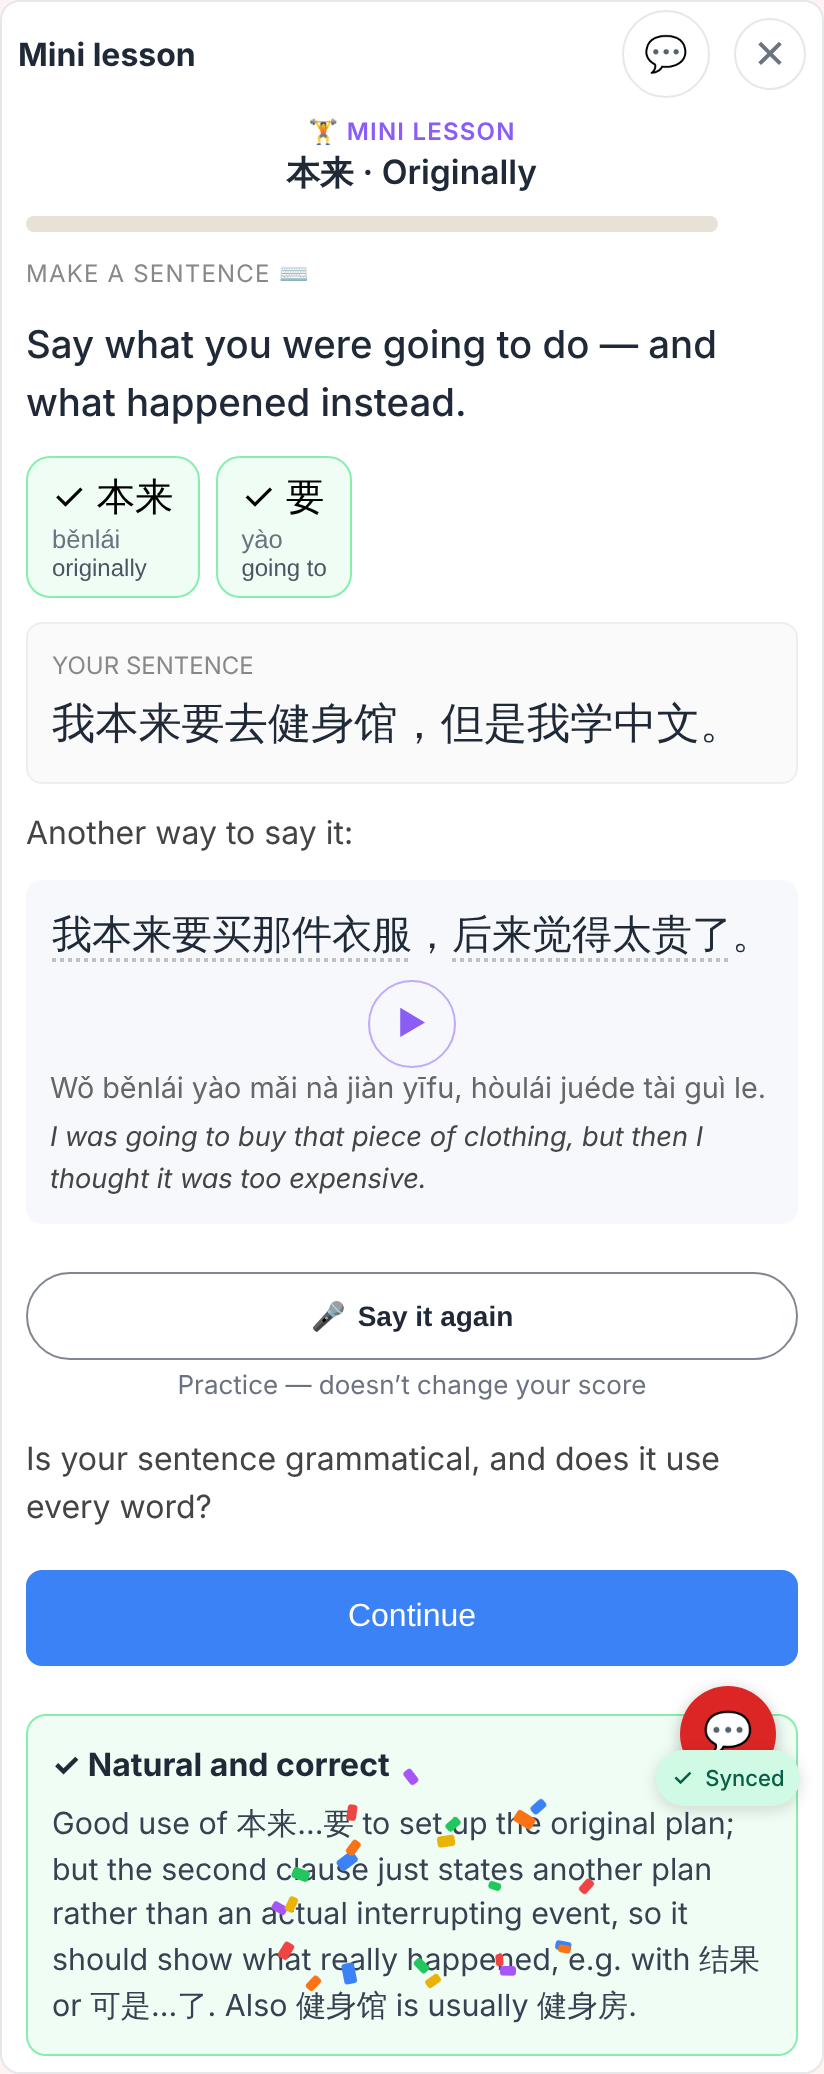 Mini lesson
MINI LESSON
本来 · Originally
MAKE A SENTENCE
Say what you were going to do — and
what happened instead.
✓ 本来 ✓ 要
běnlái yào
originally going to
YOUR SENTENCE
我本来要去健身馆，但是我学中文。
Another way to say it:
我本来要买那件衣服，后来觉得太贵了。
Wǒ běnlái yào mǎi nà jiàn yīfu, hòulái juéde tài guì le.
I was going to buy that piece of clothing, but then I
thought it was too expensive.
Say it again
Practice — doesn’t change your score
Is your sentence grammatical, and does it use
every word?
Continue
✓ Natural and correct
✓ Synced
Good use of 本来...要 to set up the original plan;
but the second clause just states another plan
rather than an actual interrupting event, so it
should show what really happened, e.g. with 结果
or 可是...了. Also 健身馆 is usually 健身房.